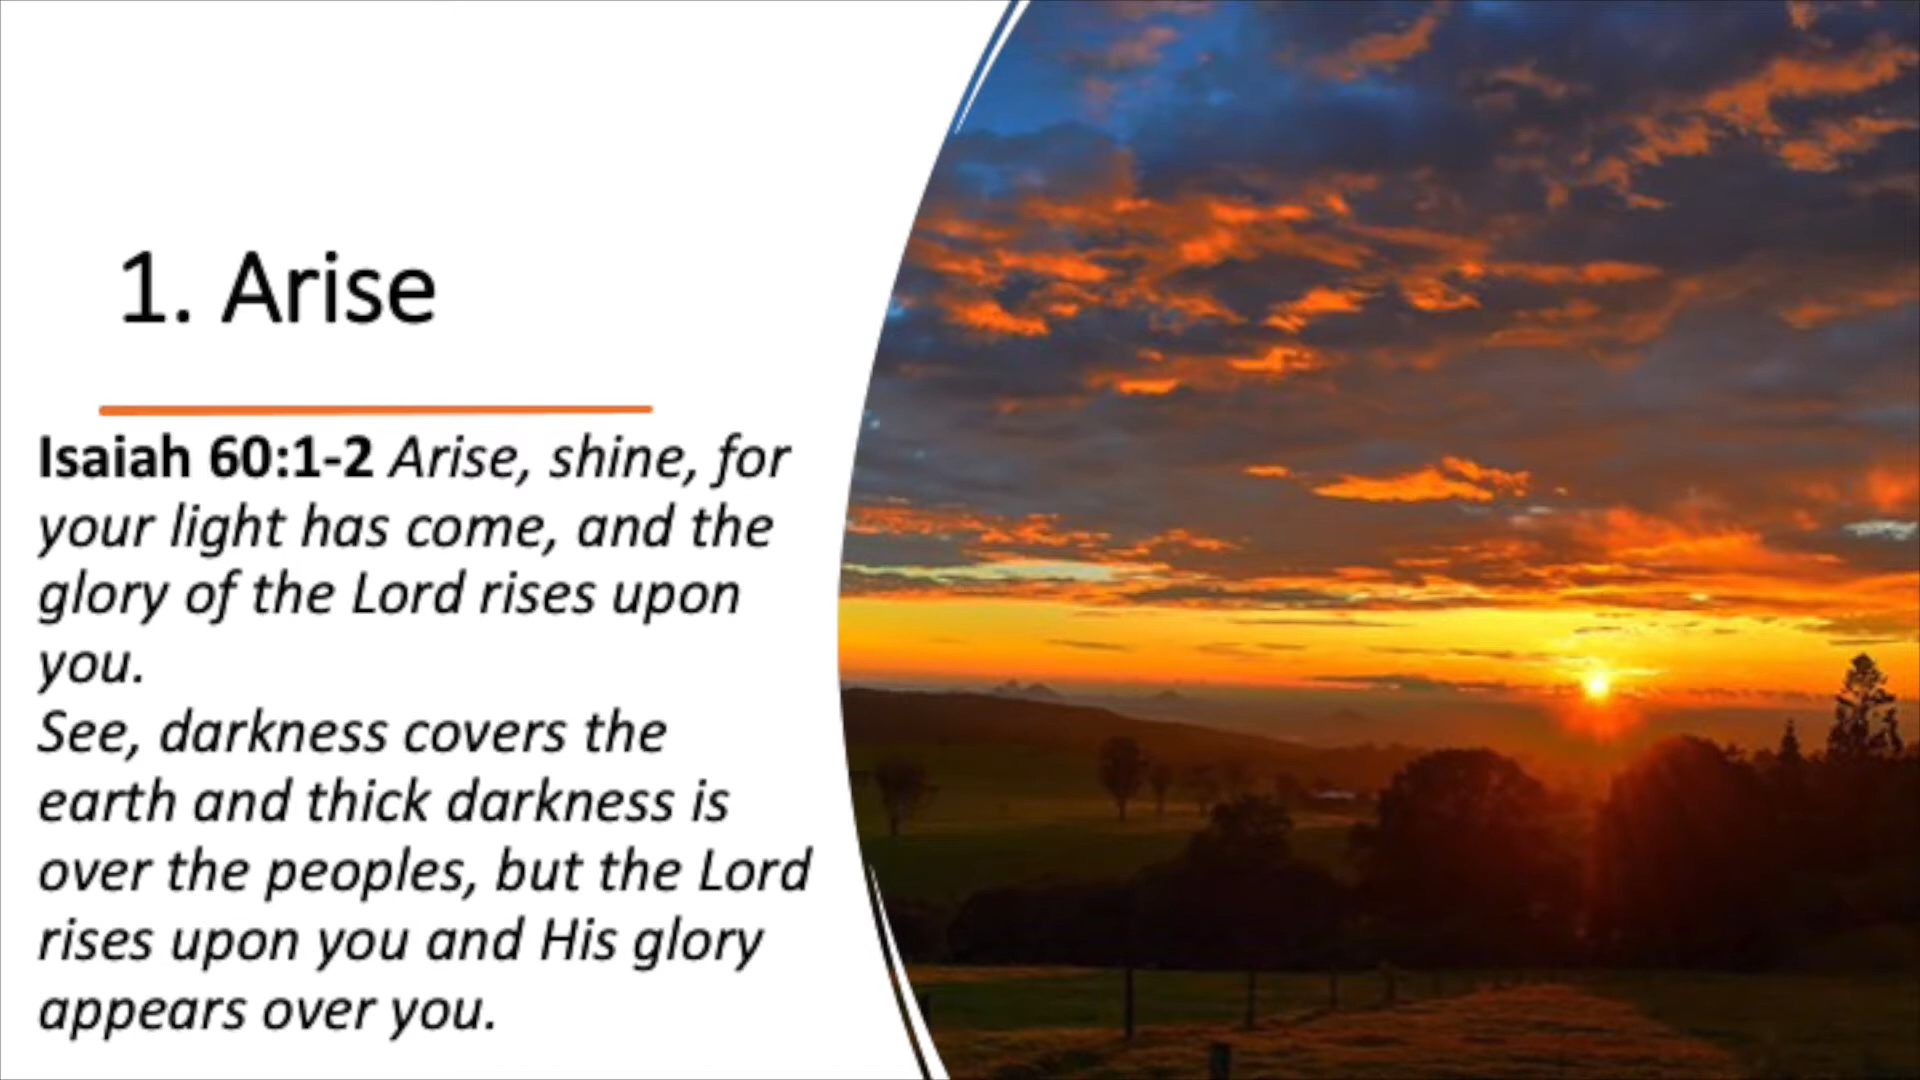 1. Arise
Isaiah 60:1-2 Arise, shine, for
your light has come, and the
glory of the Lord rises upon
you.
See, darkness covers the
earth and thick darkness is
over the peoples, but the Lord
rises upon you and His glory
appears over you.